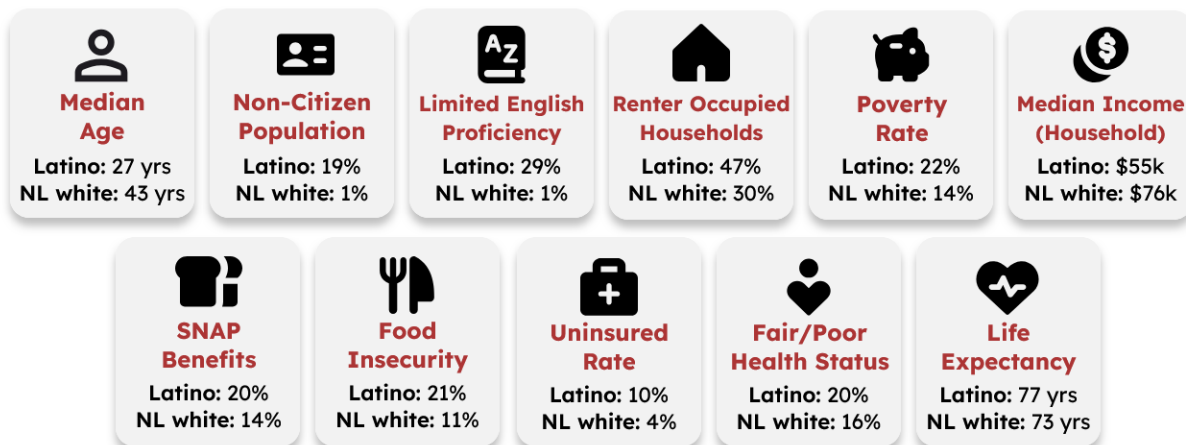 Median
Age
Latino: 27 yrs
NL white: 43 yrs
Non-Citizen
Population
Latino: 19%
NL white: 1%
AZ
Limited English
Proficiency
Latino: 29%
NL white: 1%
Renter Occupied
Households
Latino: 47%
NL white: 30%
Poverty
Rate
Latino: 22%
NL white: 14%
$
Median Income
(Household)
Latino: $55k
NL white: $76k
SNAP
Benefits
Latino: 20%
NL white: 14%
Food
Insecurity
Latino: 21%
NL white: 11%
Uninsured
Rate
Latino: 10%
NL white: 4%
Fair/Poor
Health Status
Latino: 20%
NL white: 16%
Life
Expectancy
Latino: 77 yrs
NL white: 73 yrs